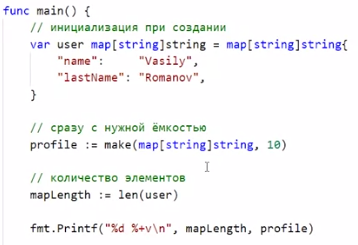 func main() {
// инициализация при создании
var user map[string]string = map[string]string{
"name":     "Vasily",
"lastName": "Romanov",
}
// сразу с нужной ёмкостью
profile := make(map[string]string, 10)
// количество элементов
mapLength := len(user)
fmt.Printf("%d %+v\n", mapLength, profile)